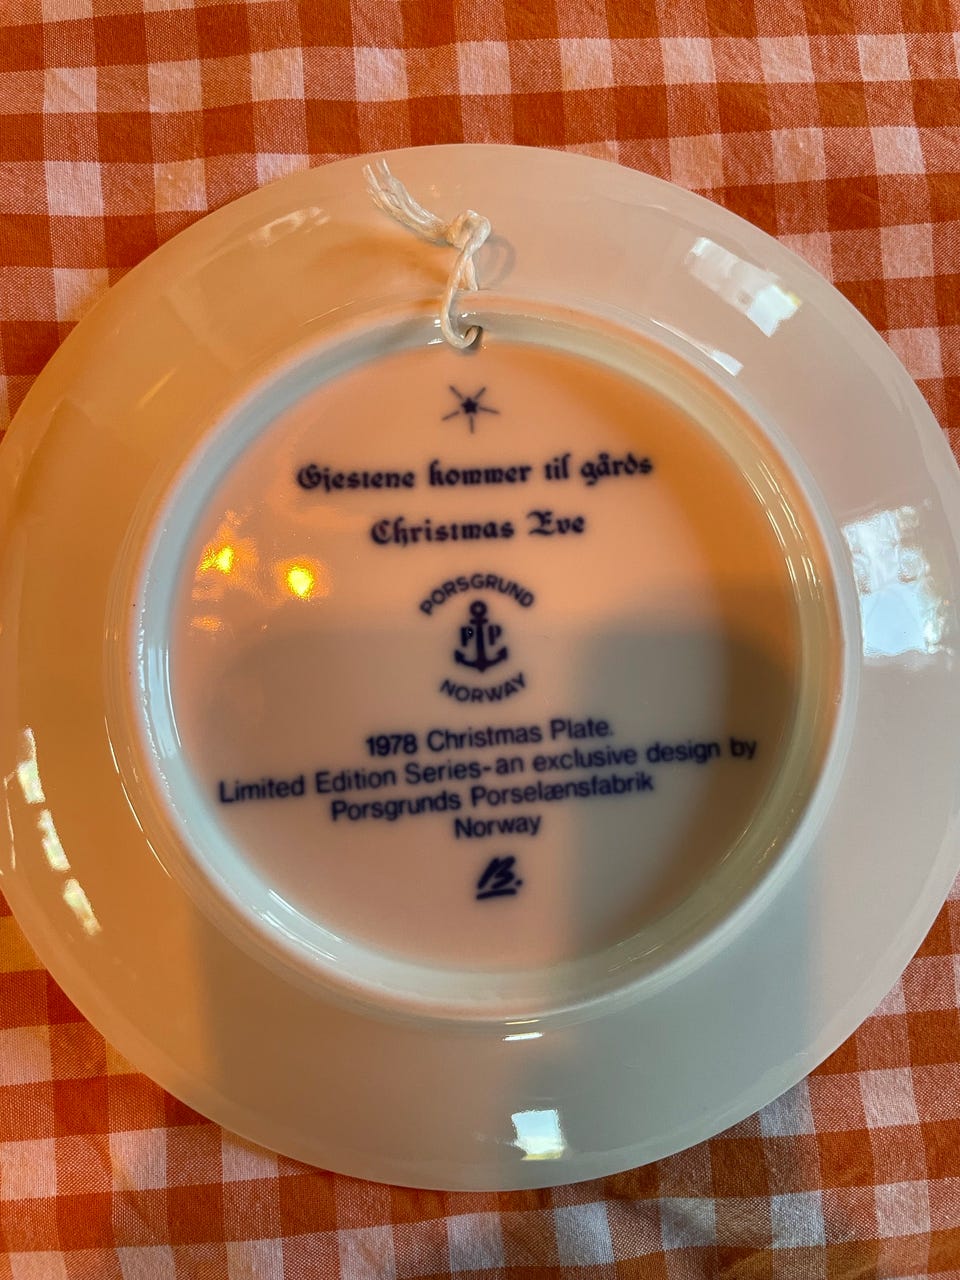 Gjestene kommer til gårds
Christmas Eve
PORSGRUND
PP
NORWAY
1978 Christmas Plate.
Limited Edition Series-an exclusive design by
Porsgrunds Porselænsfabrik
Norway
B.